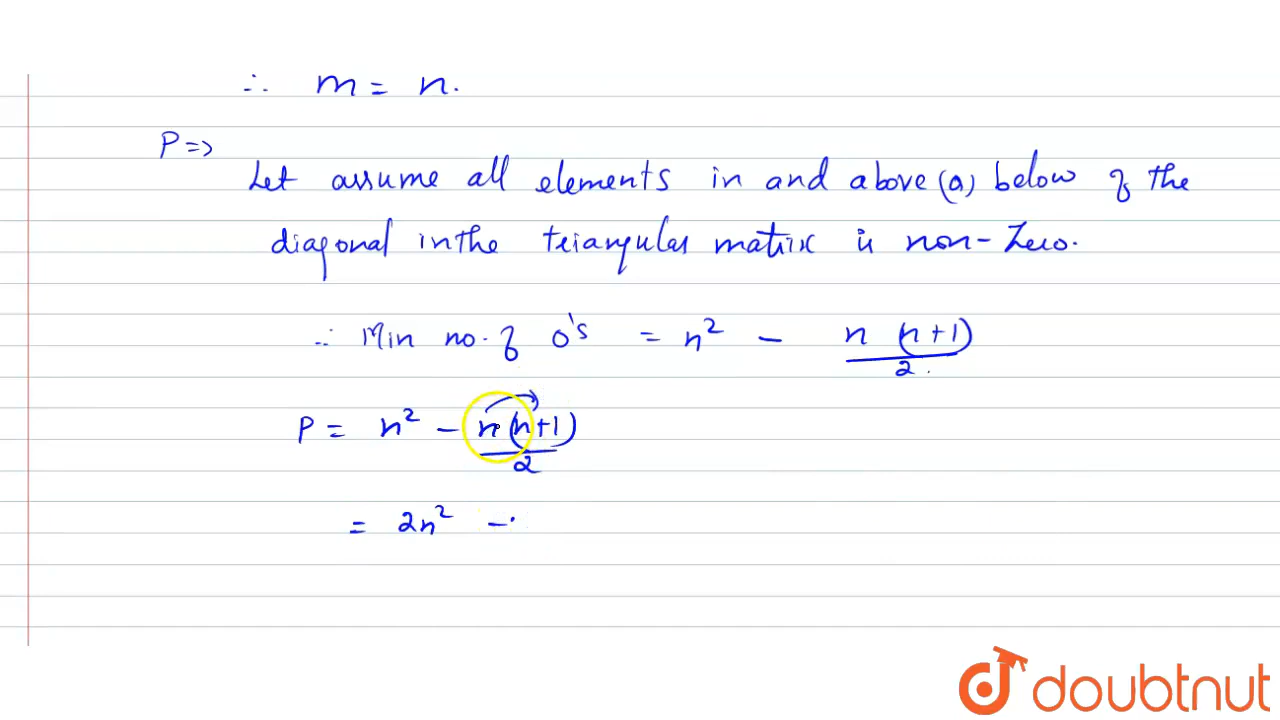 ∴ m = n.
P ⇒
Let assume all elements in and above (or) below of the
diagonal in the triangular matrix is non-Zero.
∴ Min no. of 0's = n² - n (n+1)/2.
P = n² - n(n+1)/2
= 2n² -
doubtnut